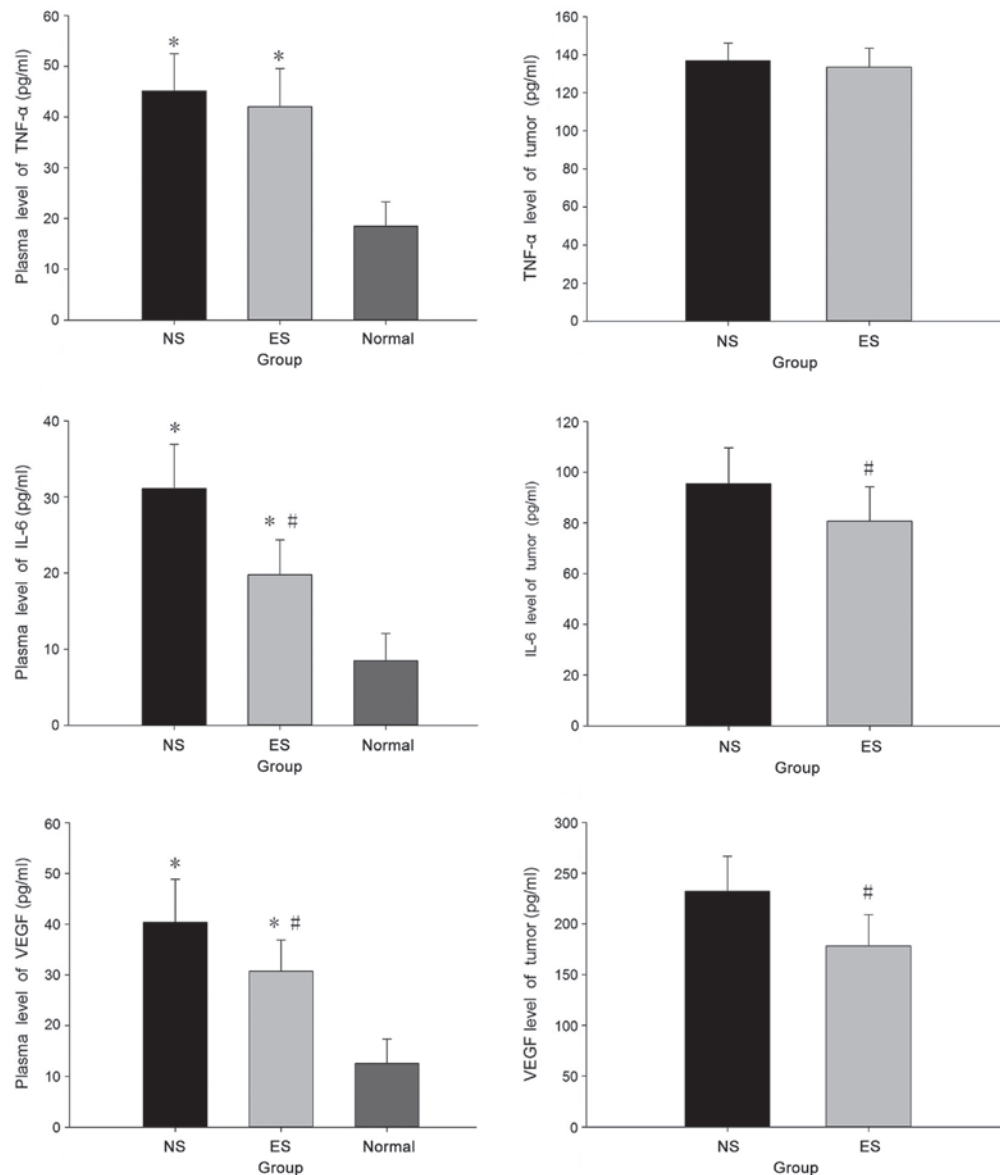 Plasma level of TNF-α (pg/ml)
60
50
40
30
20
10
0
*
*
NS
ES
Normal
Group
TNF-α level of tumor (pg/ml)
160
140
120
100
80
60
40
20
0
NS
ES
Group
Plasma level of IL-6 (pg/ml)
40
30
20
10
0
*
* #
NS
ES
Normal
Group
IL-6 level of tumor (pg/ml)
120
100
80
60
40
20
0
#
NS
ES
Group
Plasma level of VEGF (pg/ml)
60
50
40
30
20
10
0
*
* #
NS
ES
Normal
Group
VEGF level of tumor (pg/ml)
300
250
200
150
100
50
0
#
NS
ES
Group